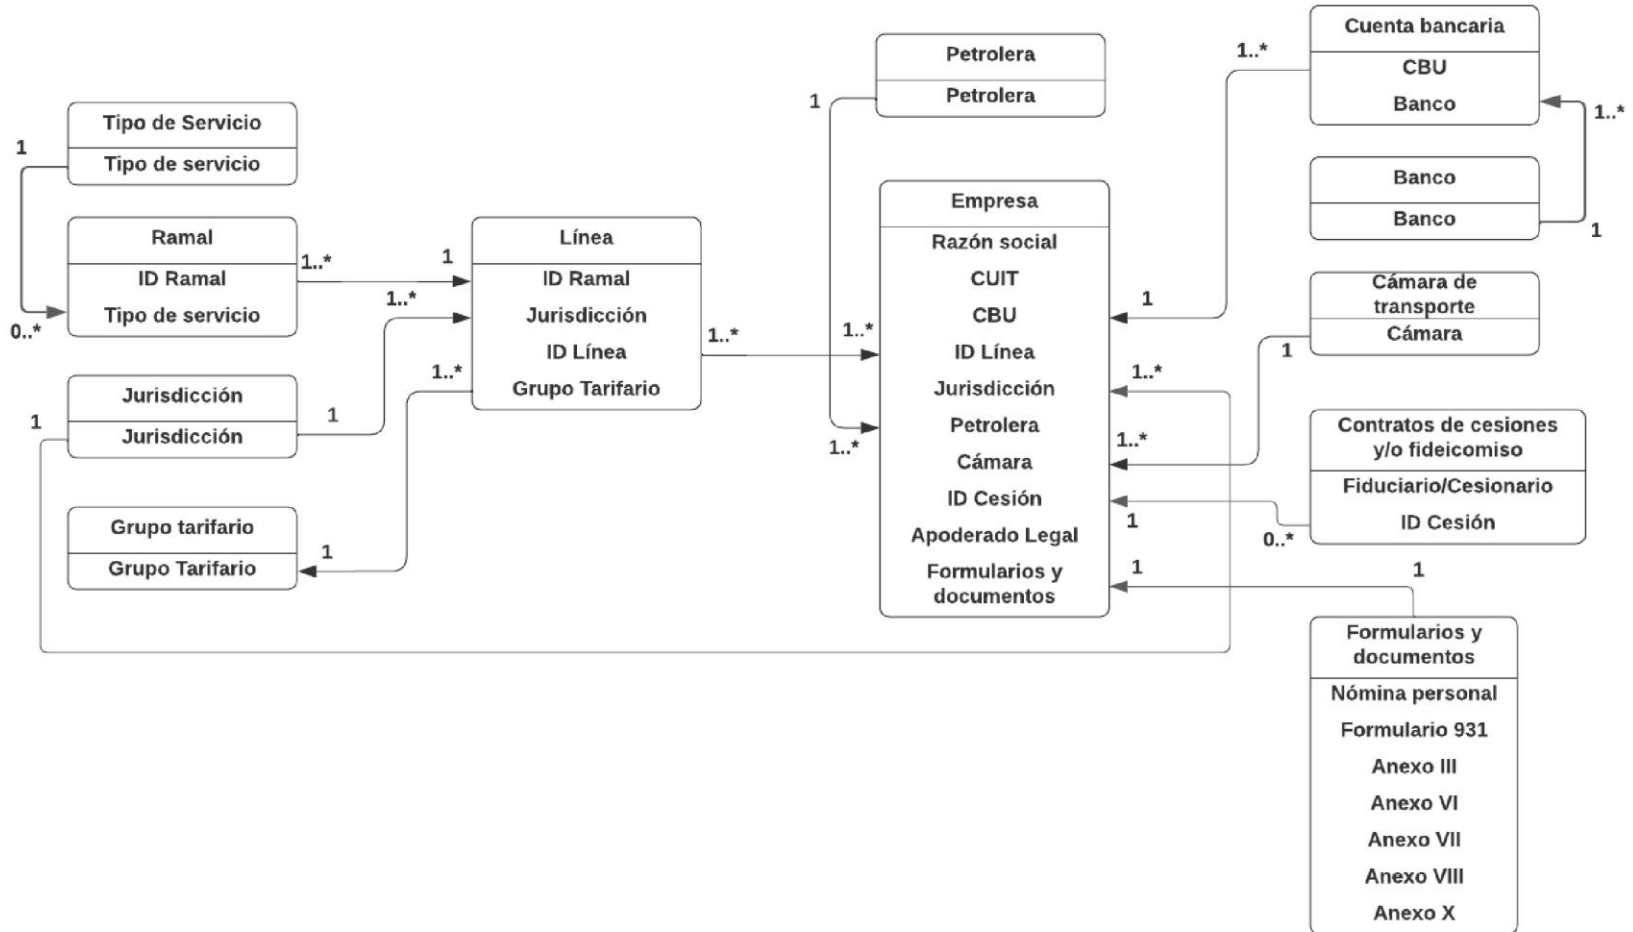 Tipo de Servicio
Tipo de servicio
1
0..*
Ramal
ID Ramal
Tipo de servicio
1..*
1
Jurisdicción
Jurisdicción
1
1
1..*
Grupo tarifario
Grupo Tarifario
1
1..*
Línea
ID Ramal
Jurisdicción
ID Línea
Grupo Tarifario
1..*
1..*
Petrolera
Petrolera
1
1..*
Empresa
Razón social
CUIT
CBU
ID Línea
Jurisdicción
Petrolera
Cámara
ID Cesión
Apoderado Legal
Formularios y
documentos
1
1..*
1..*
1
1
Cuenta bancaria
CBU
Banco
1..*
1..*
Banco
Banco
1
Cámara de
transporte
Cámara
1
Contratos de cesiones
y/o fideicomiso
Fiduciario/Cesionario
ID Cesión
0..*
1
Formularios y
documentos
Nómina personal
Formulario 931
Anexo III
Anexo VI
Anexo VII
Anexo VIII
Anexo X